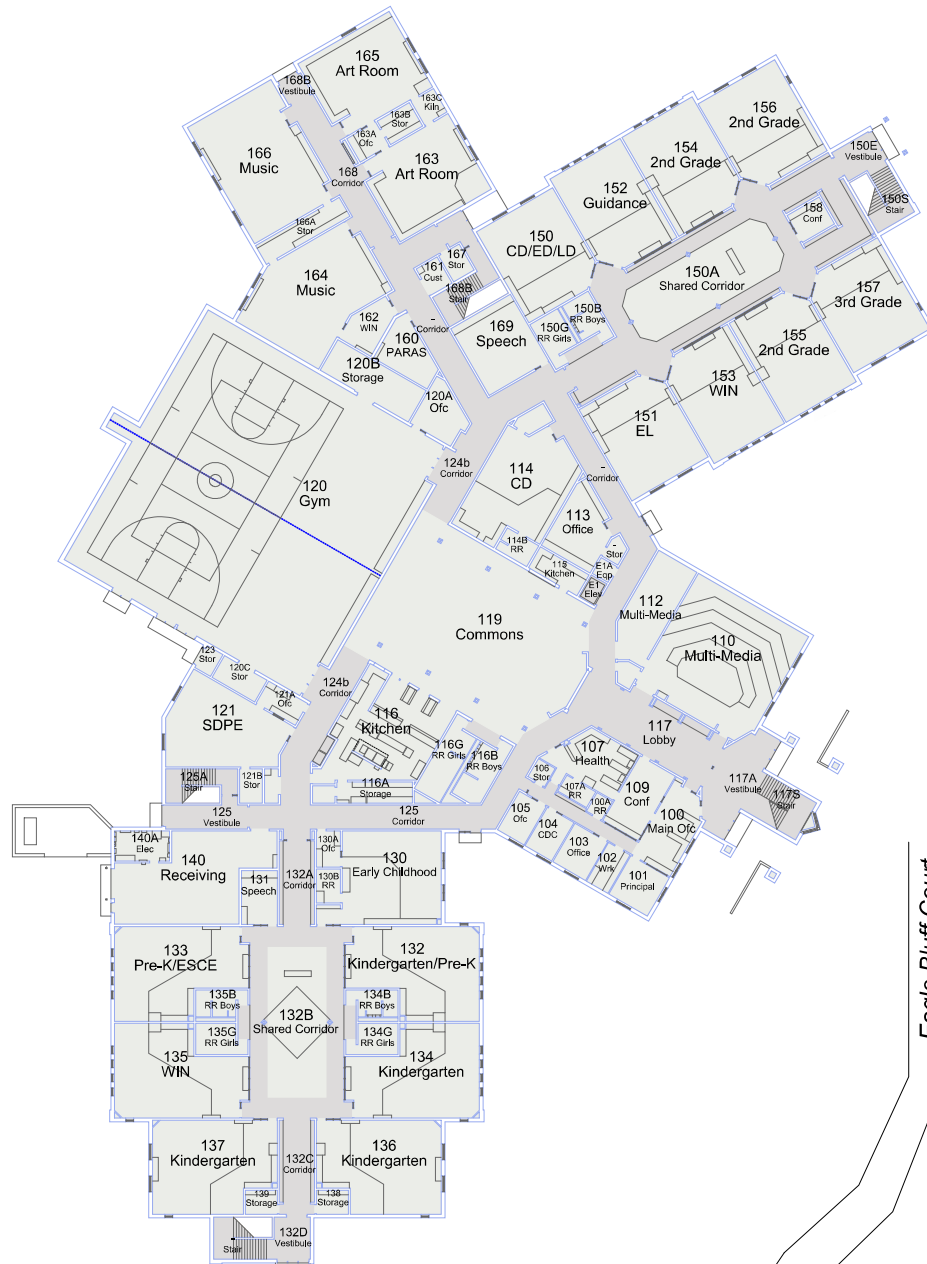 165
Art Room
168B
Vestibule
163C
Kiln
163B
Stor
163A
Ofc
166
Music
163
Art Room
168
Corridor
156
2nd Grade
154
2nd Grade
150E
Vestibule
150S
Stair
152
Guidance
158
Conf
166A
Stor
150
CD/ED/LD
167
Stor
161
Cust
168B
Stair
150A
Shared Corridor
164
Music
157
3rd Grade
162
WIN
-
Corridor
160
PARAS
169
Speech
150G
RR Girls
150B
RR Boys
155
2nd Grade
120B
Storage
153
WIN
120A
Ofc
151
EL
124b
Corridor
114
CD
-
Corridor
120
Gym
113
Office
114B
RR
-
Stor
115
Kitchen
E1A
Eqp
E1
Elev
112
Multi-Media
119
Commons
110
Multi-Media
123
Stor
120C
Stor
124b
Corridor
121A
Ofc
121
SDPE
116
Kitchen
117
Lobby
116G
RR Girls
116B
RR Boys
107
Health
106
Stor
107A
RR
109
Conf
117A
Vestibule
117S
Stair
125A
Stair
121B
Stor
116A
Storage
100A
RR
100
Main Ofc
125
Vestibule
125
Corridor
105
Ofc
104
CDC
103
Office
102
Wrk
101
Principal
140A
Elec
140
Receiving
130A
Ofc
130
Early Childhood
131
Speech
132A
Corridor
130B
RR
133
Pre-K/ESCE
132
Kindergarten/Pre-K
135B
RR Boys
134B
RR Boys
132B
Shared Corridor
135G
RR Girls
134G
RR Girls
135
WIN
134
Kindergarten
137
Kindergarten
132C
Corridor
136
Kindergarten
139
Storage
138
Storage
132D
Vestibule
-
Stair
Eagle Bluff Court